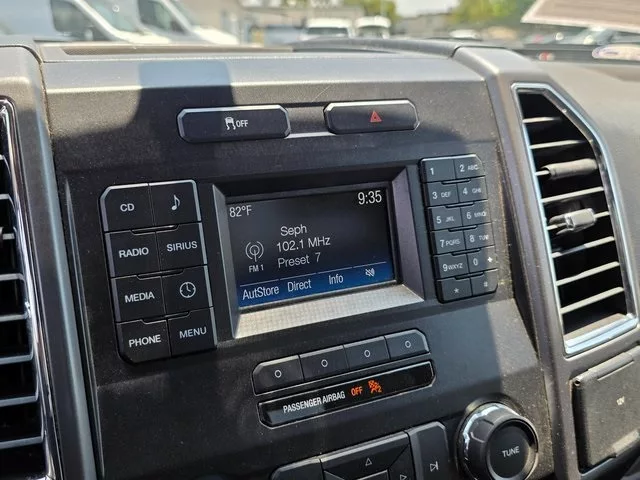 OFF
82°F
9:35
Seph
102.1 MHz
FM 1
Preset 7
AutStore Direct Info
CD
RADIO SIRIUS
MEDIA
PHONE MENU
1 2 ABC
3 DEF 4 GHI
5 JKL 6 MNO
7 PQRS 8 TUV
9 WXYZ 0 +
* #
PASSENGER AIRBAG OFF
TUNE